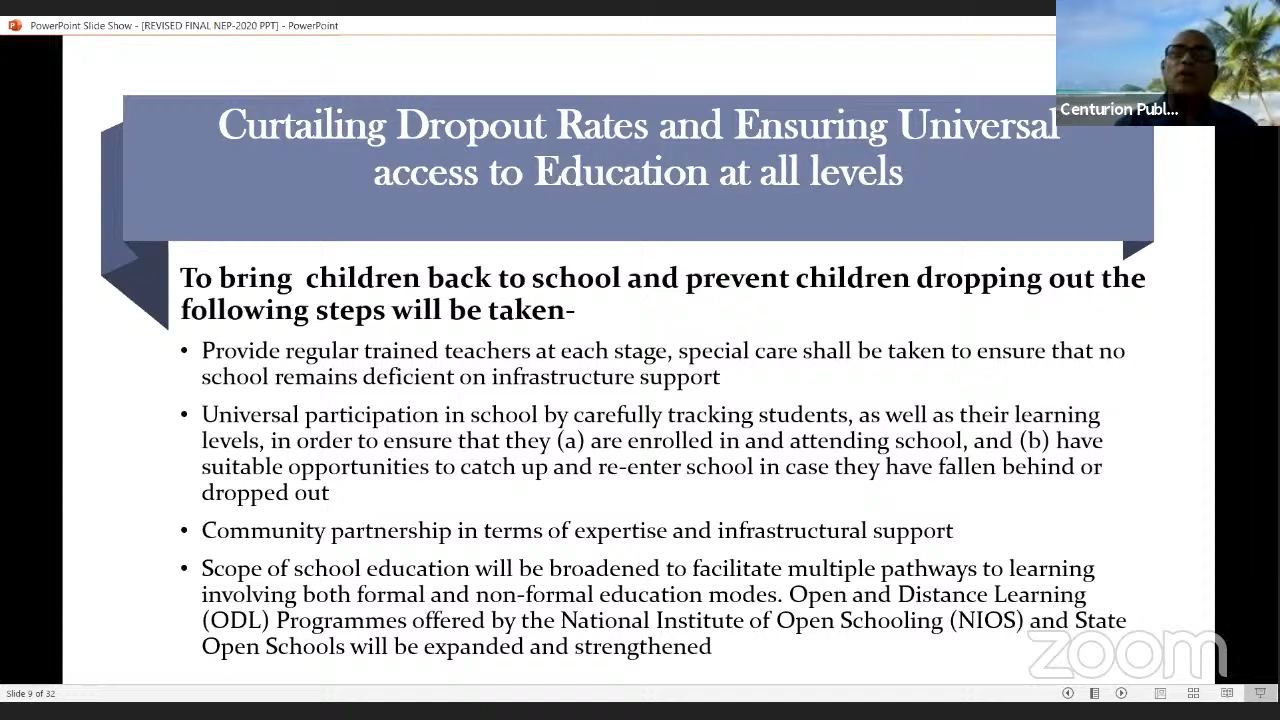 PowerPoint Slide Show - [REVISED FINAL NEP-2020 PPT] - PowerPoint
Centurion Publ...
Curtailing Dropout Rates and Ensuring Universal
access to Education at all levels
To bring  children back to school and prevent children dropping out the
following steps will be taken-
• Provide regular trained teachers at each stage, special care shall be taken to ensure that no
school remains deficient on infrastructure support
• Universal participation in school by carefully tracking students, as well as their learning
levels, in order to ensure that they (a) are enrolled in and attending school, and (b) have
suitable opportunities to catch up and re-enter school in case they have fallen behind or
dropped out
• Community partnership in terms of expertise and infrastructural support
• Scope of school education will be broadened to facilitate multiple pathways to learning
involving both formal and non-formal education modes. Open and Distance Learning
(ODL) Programmes offered by the National Institute of Open Schooling (NIOS) and State
Open Schools will be expanded and strengthened
zoom
Slide 9 of 32